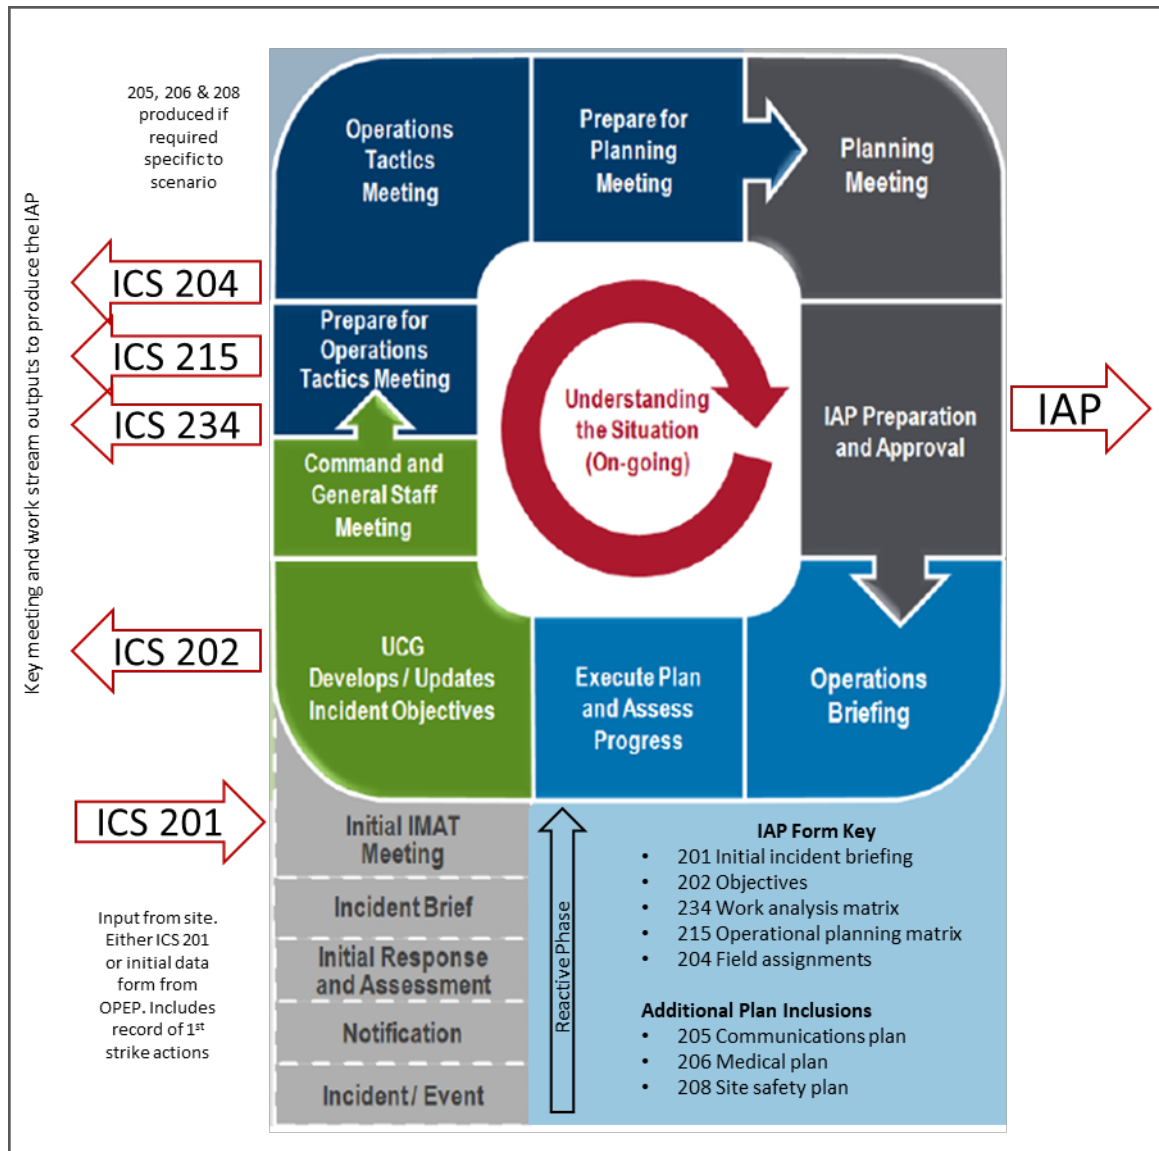 Key meeting and work stream outputs to produce the IAP
205, 206 & 208
produced if
required
specific to
scenario
ICS 204
ICS 215
ICS 234
ICS 202
ICS 201
Input from site.
Either ICS 201
or initial data
form from
OPEP. Includes
record of 1st
strike actions
Operations
Tactics
Meeting
Prepare for
Planning
Meeting
Planning
Meeting
Prepare for
Operations
Tactics Meeting
Command and
General Staff
Meeting
Understanding
the Situation
(On-going)
IAP Preparation
and Approval
IAP
UCG
Develops / Updates
Incident Objectives
Execute Plan
and Assess
Progress
Operations
Briefing
Initial IMAT
Meeting
Incident Brief
Initial Response
and Assessment
Notification
Incident / Event
Reactive Phase
IAP Form Key
• 201 Initial incident briefing
• 202 Objectives
• 234 Work analysis matrix
• 215 Operational planning matrix
• 204 Field assignments
Additional Plan Inclusions
• 205 Communications plan
• 206 Medical plan
• 208 Site safety plan